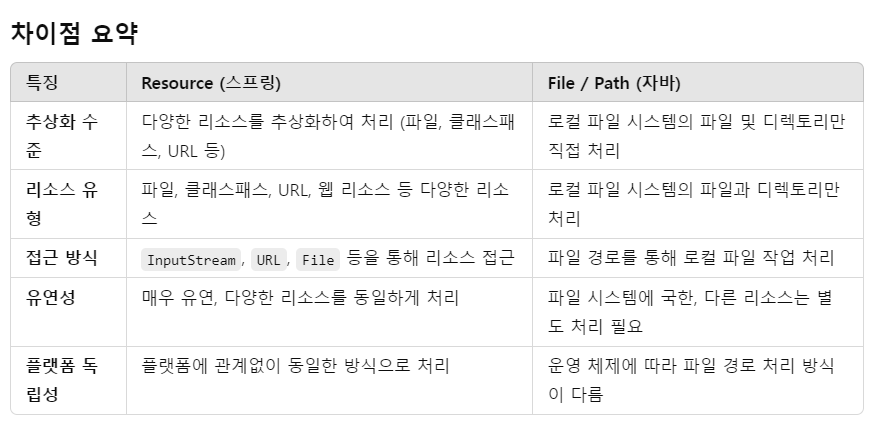 차이점 요약
특징 Resource (스프링) File / Path (자바)
추상화 수 다양한 리소스를 추상화하여 처리 (파일, 클래스패 로컬 파일 시스템의 파일 및 디렉토리만
준 스, URL 등) 직접 처리
리소스 유 파일, 클래스패스, URL, 웹 리소스 등 다양한 리소 로컬 파일 시스템의 파일과 디렉토리만
형 스 처리
접근 방식 InputStream, URL, File 등을 통해 리소스 접근 파일 경로를 통해 로컬 파일 작업 처리
유연성 매우 유연, 다양한 리소스를 동일하게 처리 파일 시스템에 국한, 다른 리소스는 별
도 처리 필요
플랫폼 독 플랫폼에 관계없이 동일한 방식으로 처리 운영 체제에 따라 파일 경로 처리 방식
립성 이 다름